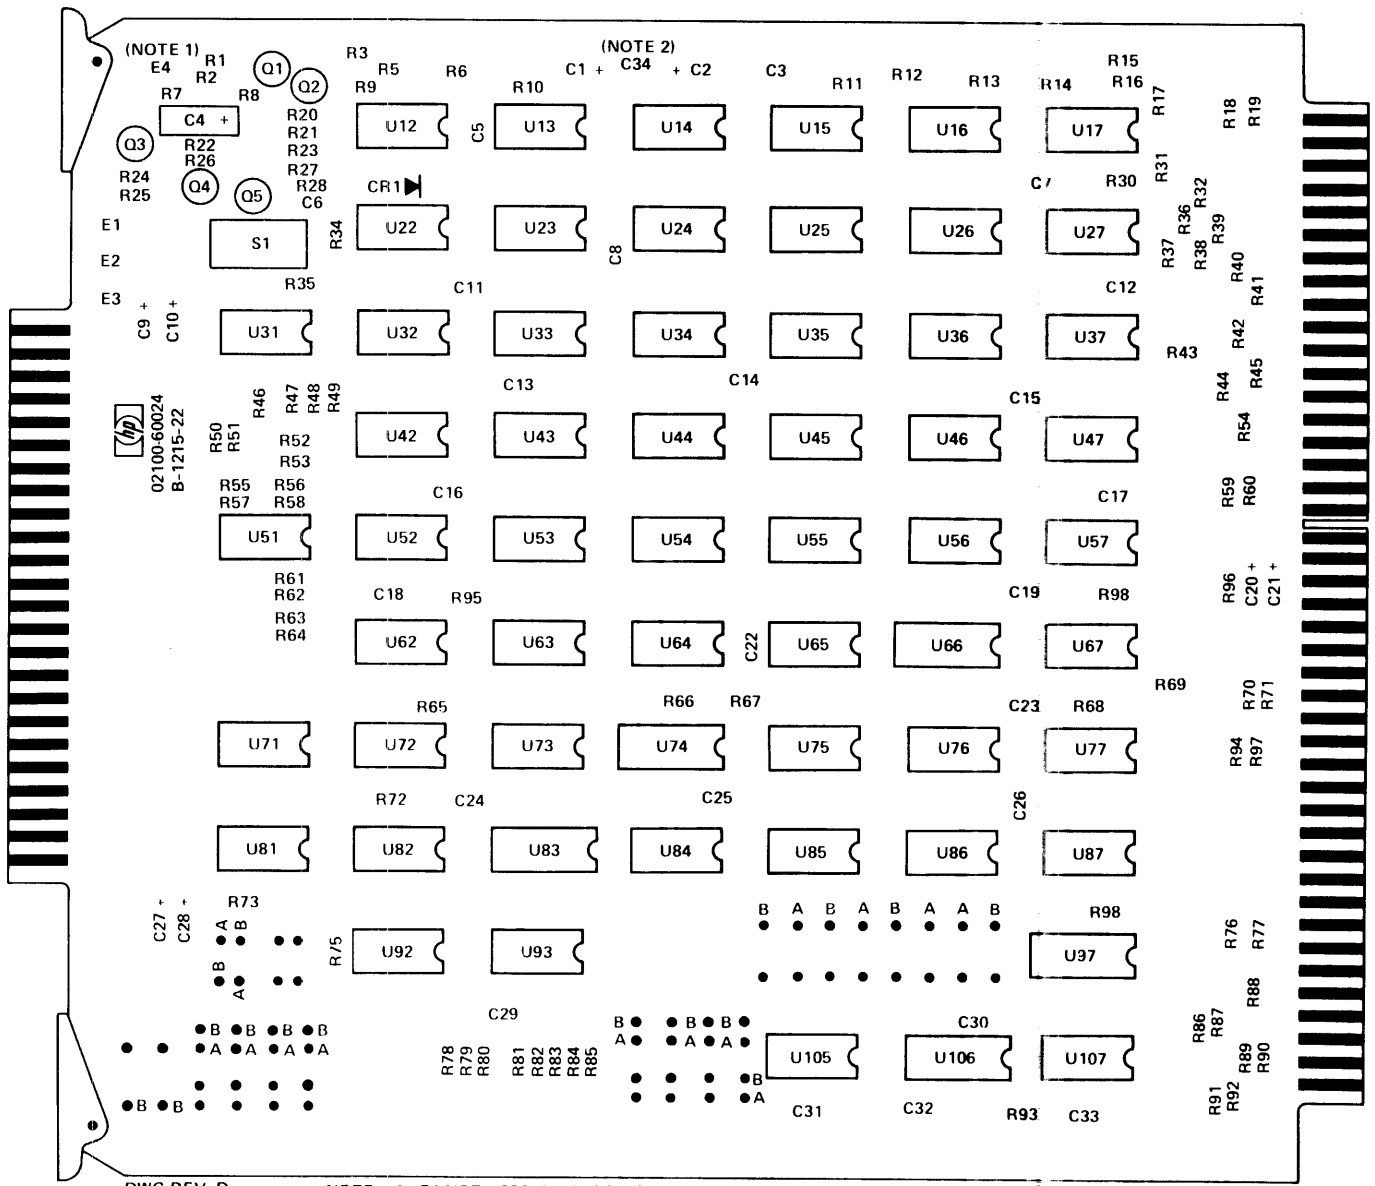 (NOTE 1)
E4
R1
R2
Q1
Q2
R3
R5
R6
R7
R8
R9
R10
C1 +
(NOTE 2)
C34
+ C2
C3
R11
R12
R13
R14
R15
R16
R17
R18
R19
C4 +
R20
R21
R23
R27
R28
C6
Q3
R22
R26
R24
R25
Q4
Q5
U12
C5
U13
U14
U15
U16
U17
R31
CR1
C7
R30
R32
R36
R39
R37
R38
R40
R41
E1
E2
E3
S1
R34
R35
U22
U23
C8
U24
U25
U26
U27
C9 +
C10 +
C11
C12
U31
U32
U33
U34
U35
U36
U37
R42
R43
R44
R45
C13
C14
C15
hp
02100-60024
B-1215-22
R46
R47
R48
R49
R50
R51
R52
R53
U42
U43
U44
U45
U46
U47
R54
R55
R56
R57
R58
C16
C17
R59
R60
U51
U52
U53
U54
U55
U56
U57
R61
R62
R63
R64
C18
R95
C19
R98
R96
C20 +
C21 +
U62
U63
U64
C22
U65
U66
U67
R69
R70
R71
R65
R66
R67
C23
R68
U71
U72
U73
U74
U75
U76
U77
R94
R97
R72
C24
C25
C26
U81
U82
U83
U84
U85
U86
U87
C27 +
C28 +
R73
A
B
B
A
R75
U92
U93
B A B A B A A B
R98
U97
R76
R77
R88
C29
B B B B
A A A A
B B
R78
R79
R80
R81
R82
R83
R84
R85
B A B
A A B
B
A
U105
C30
U106
U107
R86
R87
R89
R90
R91
R92
C31
C32
R93
C33
DWG REV D